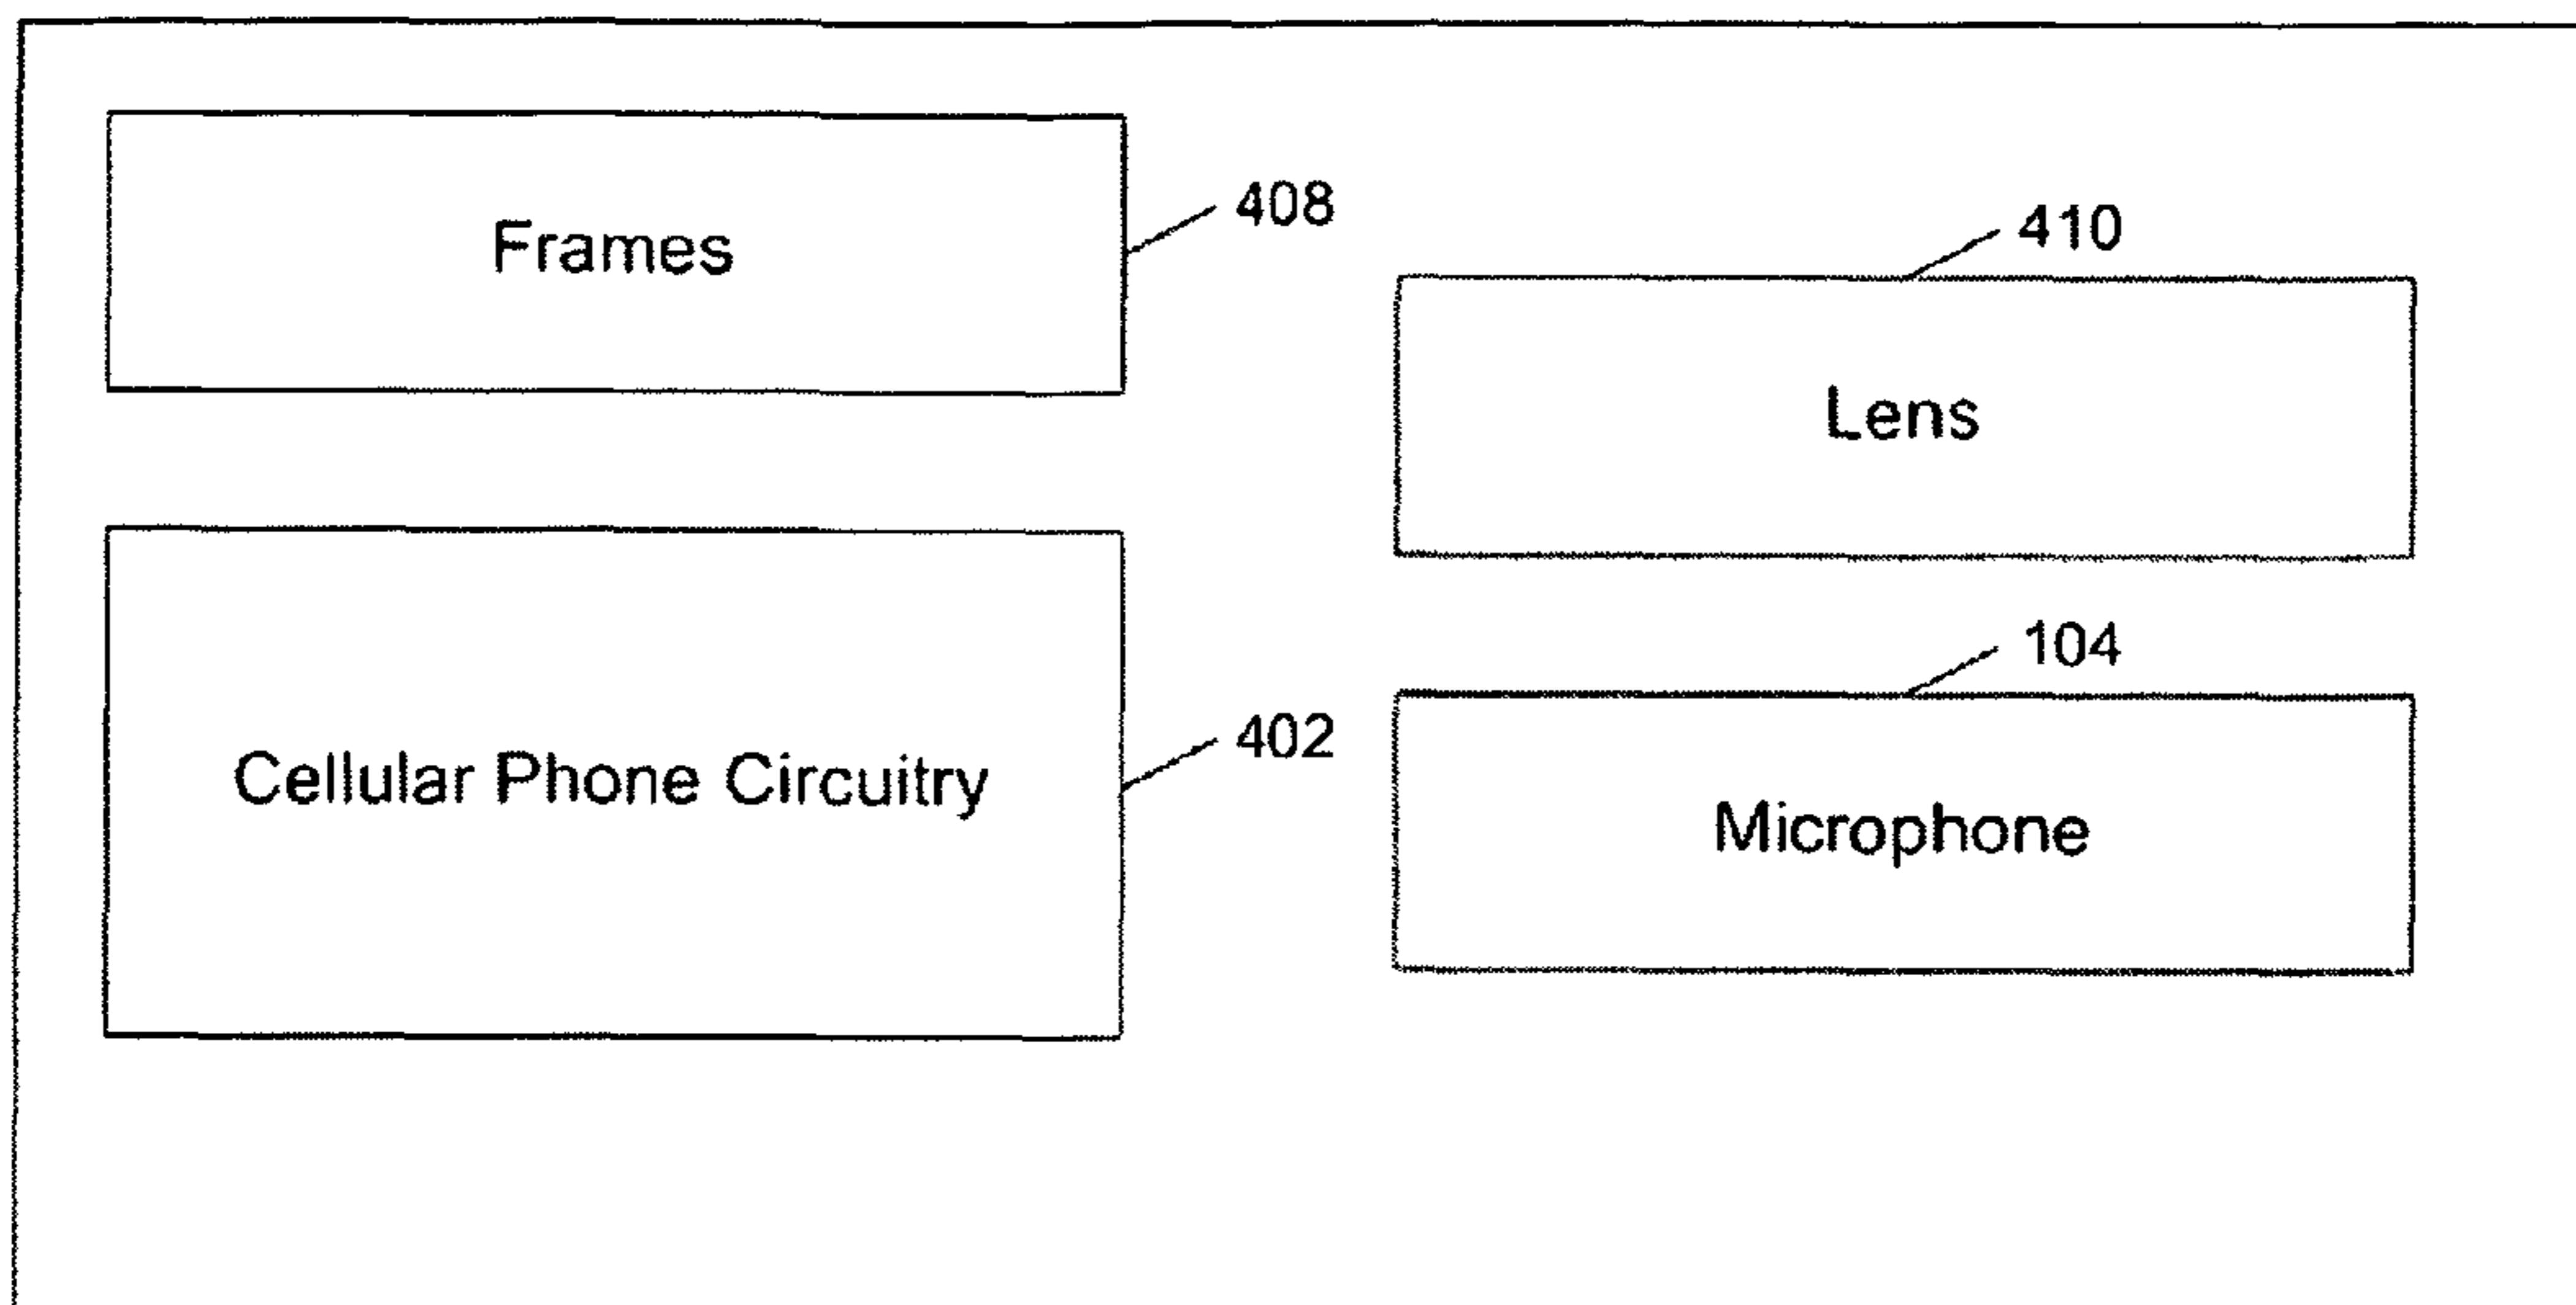 Frames
408
410
Lens
Cellular Phone Circuitry
402
104
Microphone